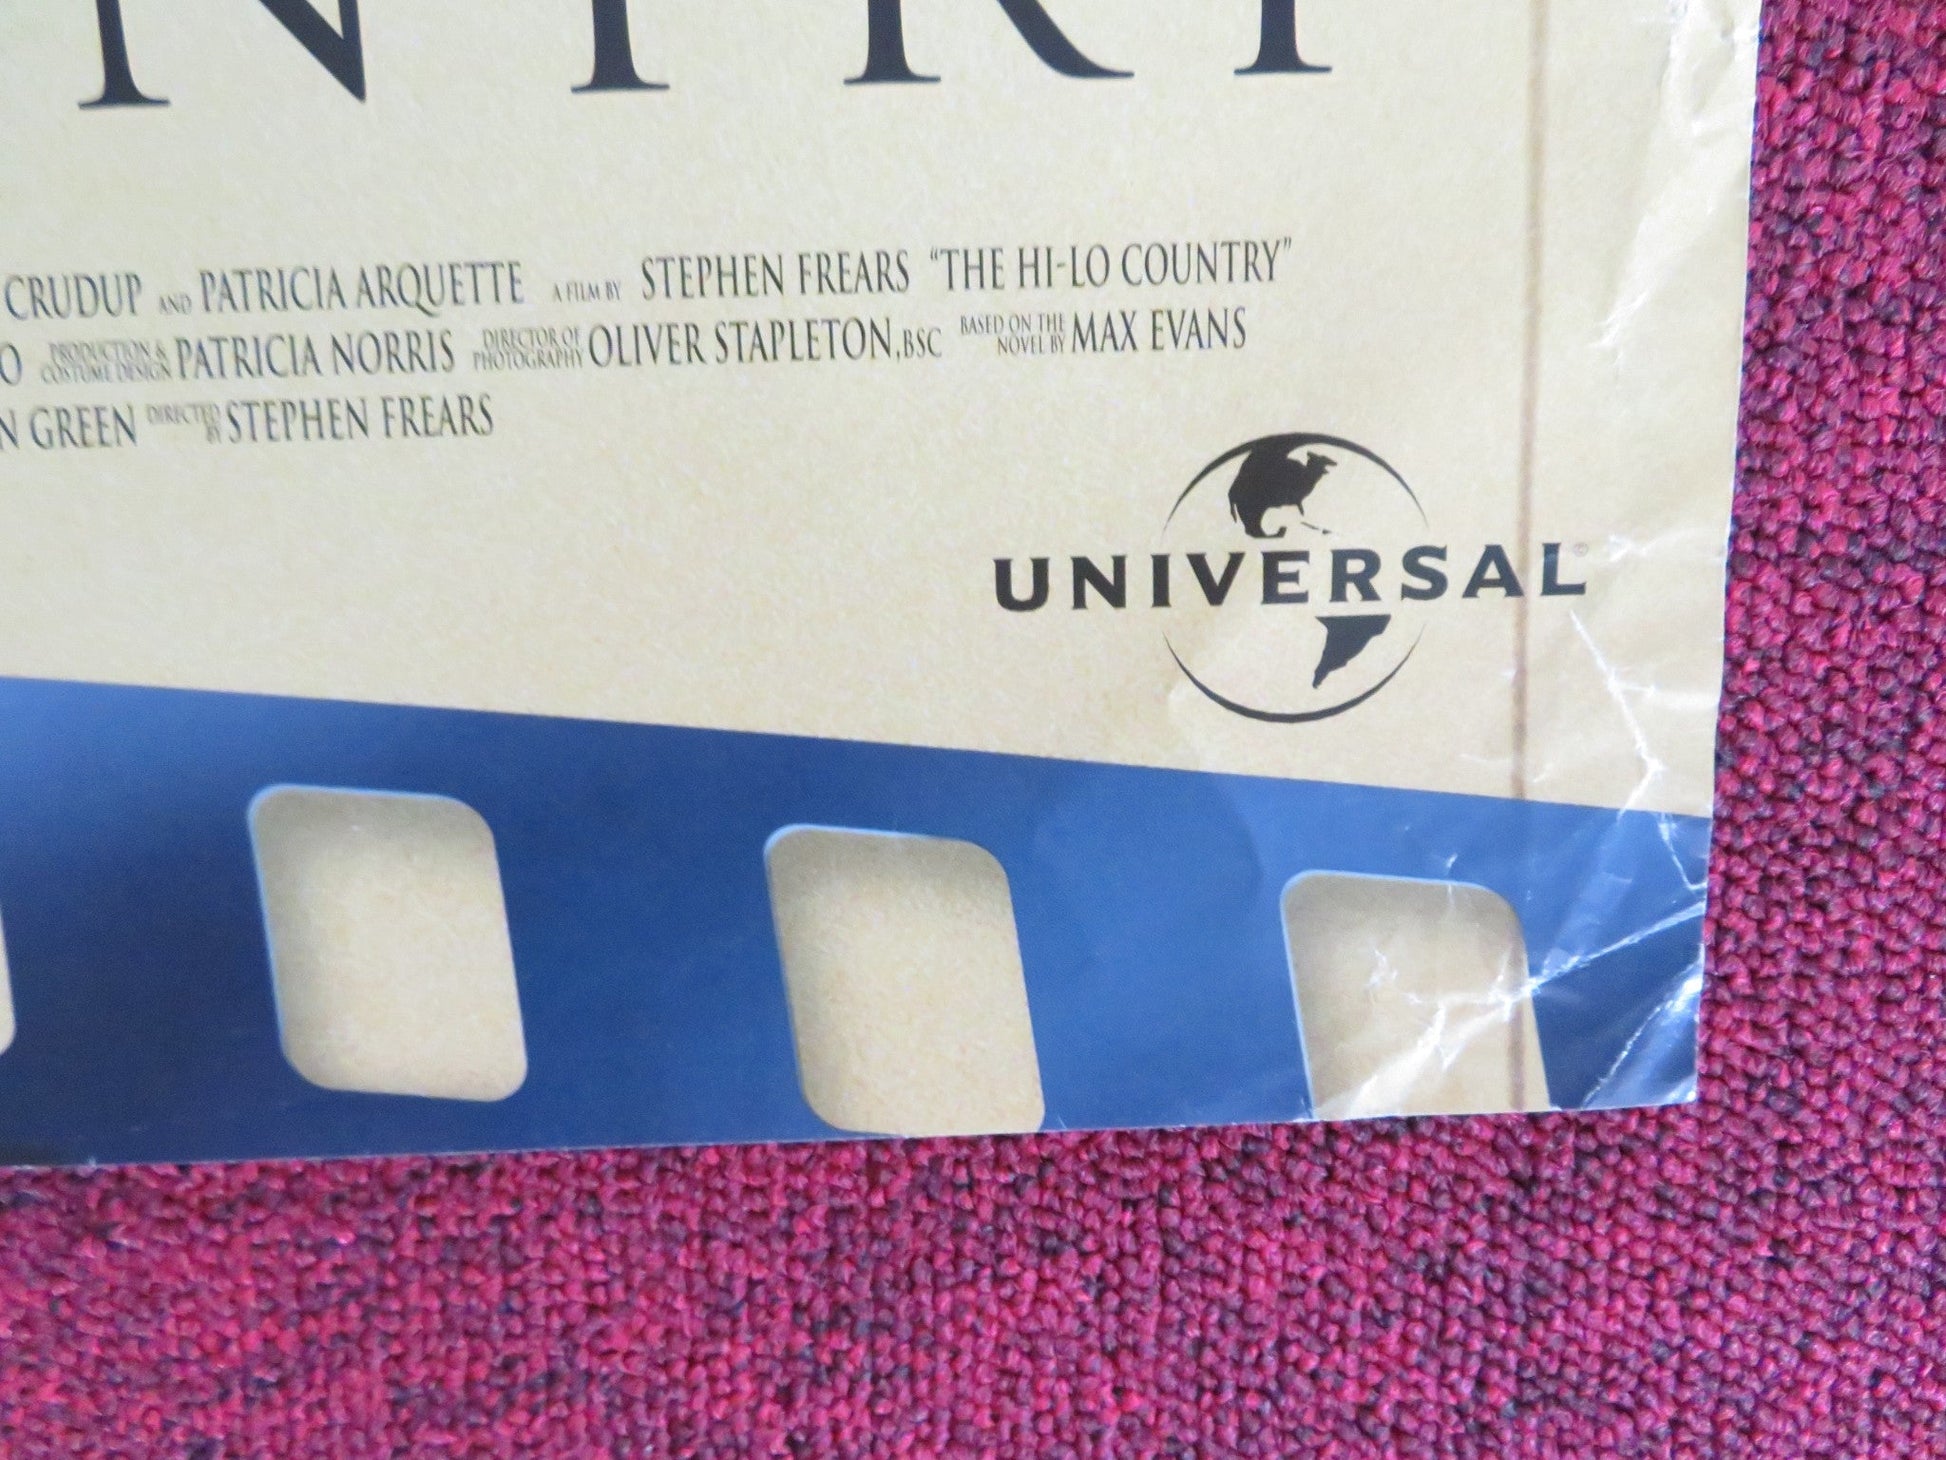 NTRY
CRUDUP AND PATRICIA ARQUETTE A FILM BY STEPHEN FREARS “THE HI-LO COUNTRY”
O PRODUCTION & COSTUME DESIGN PATRICIA NORRIS DIRECTOR OF PHOTOGRAPHY OLIVER STAPLETON, BSC BASED ON THE NOVEL BY MAX EVANS
N GREEN DIRECTED BY STEPHEN FREARS
UNIVERSAL